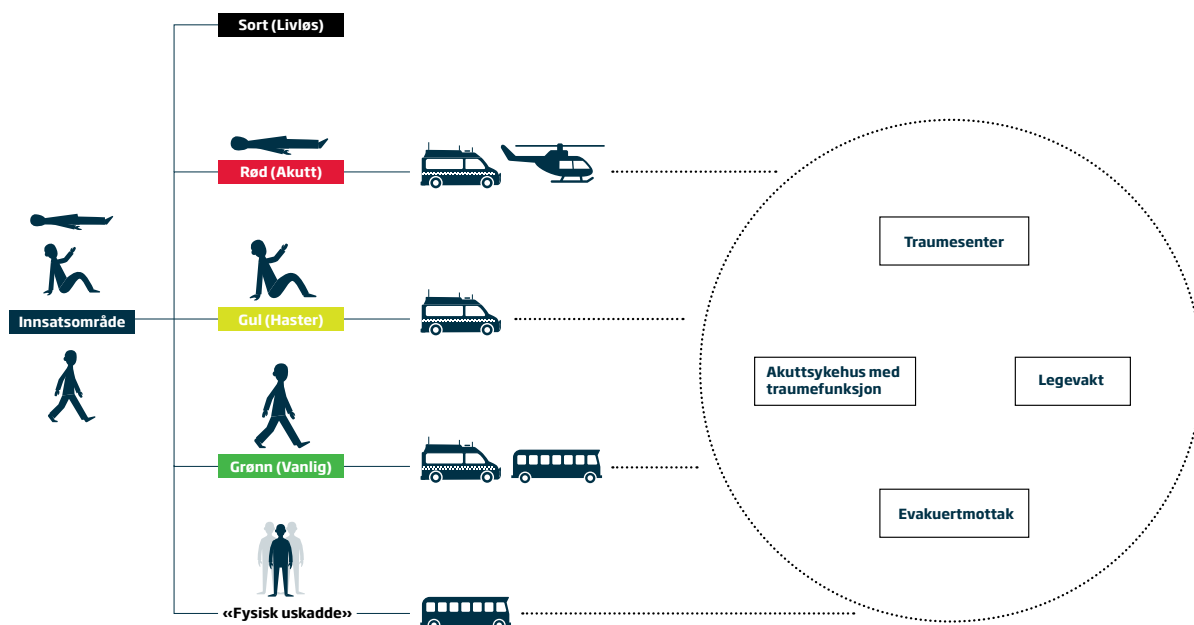 Sort (Livløs)
Rød (Akutt)
Traumesenter
Innsatsområde
Gul (Haster)
Akuttsykehus med
traumefunksjon
Legevakt
Grønn (Vanlig)
Evakuertmottak
«Fysisk uskadde»